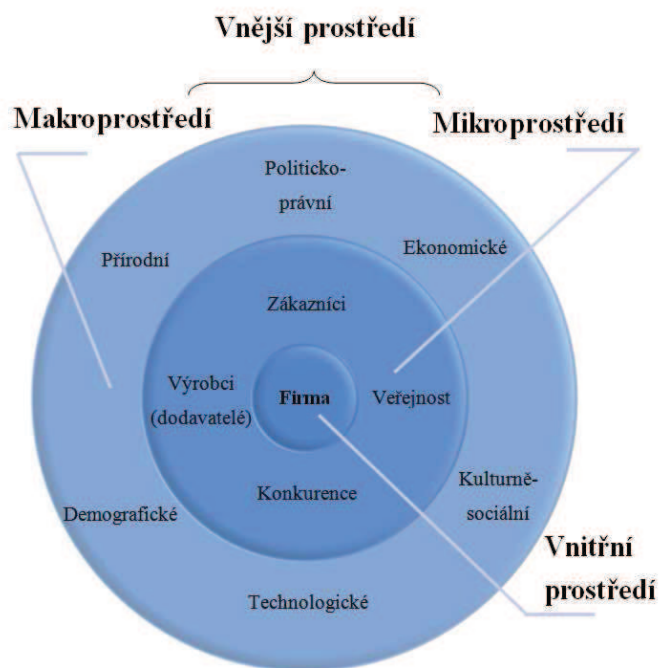 Vnější prostředí
Makroprostředí
Mikroprostředí
Politicko-
právní
Ekonomické
Přírodní
Zákazníci
Výrobci
(dodavatelé)
Firma
Veřejnost
Konkurence
Kulturně-
sociální
Demografické
Technologické
Vnitřní
prostředí